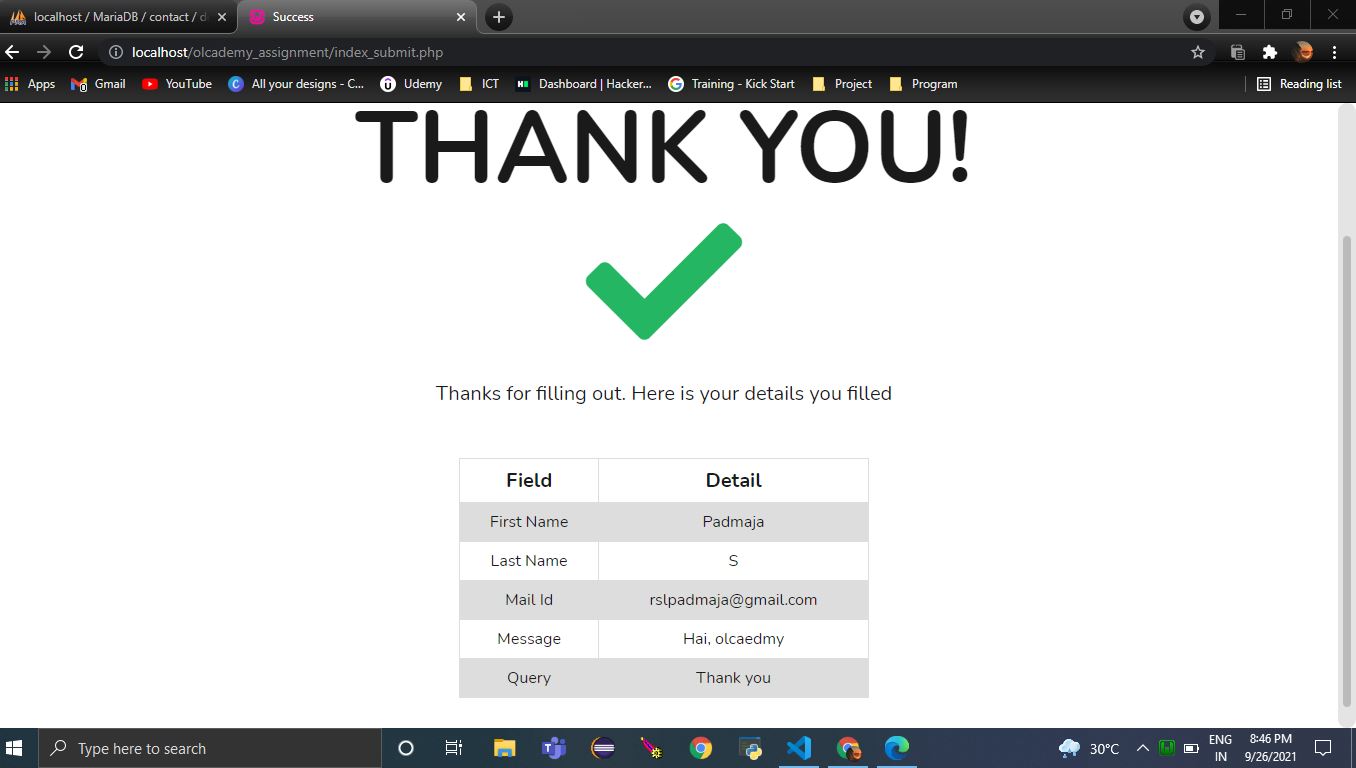 localhost / MariaDB / contact / d
Success
localhost/olcademy_assignment/index_submit.php
Apps
Gmail
YouTube
All your designs - C...
Udemy
ICT
Dashboard | Hacker...
Training - Kick Start
Project
Program
Reading list
THANK YOU!
Thanks for filling out. Here is your details you filled
Field Detail
First Name Padmaja
Last Name S
Mail Id rslpadmaja@gmail.com
Message Hai, olcaedmy
Query Thank you
Type here to search
30°C
ENG
IN
8:46 PM
9/26/2021